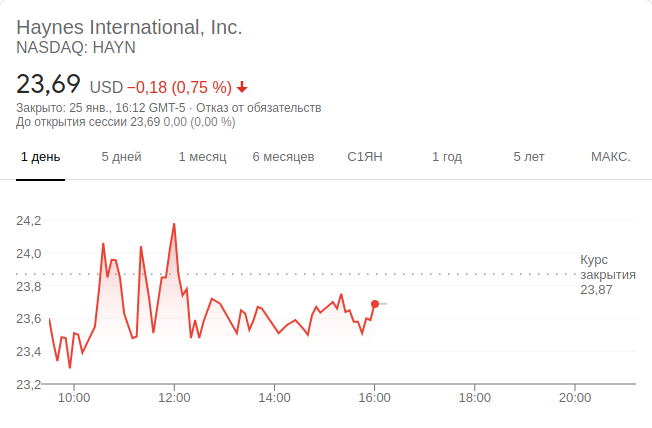 Haynes International, Inc.
NASDAQ: HAYN
23,69 USD −0,18 (0,75 %)
Закрыто: 25 янв., 16:12 GMT-5 · Отказ от обязательств
До открытия сессии 23,69 0,00 (0,00 %)
1 день 5 дней 1 месяц 6 месяцев С1ЯН 1 год 5 лет МАКС.
24,2
24,0
23,8
23,6
23,4
23,2
Курс
закрытия
23,87
10:00 12:00 14:00 16:00 18:00 20:00